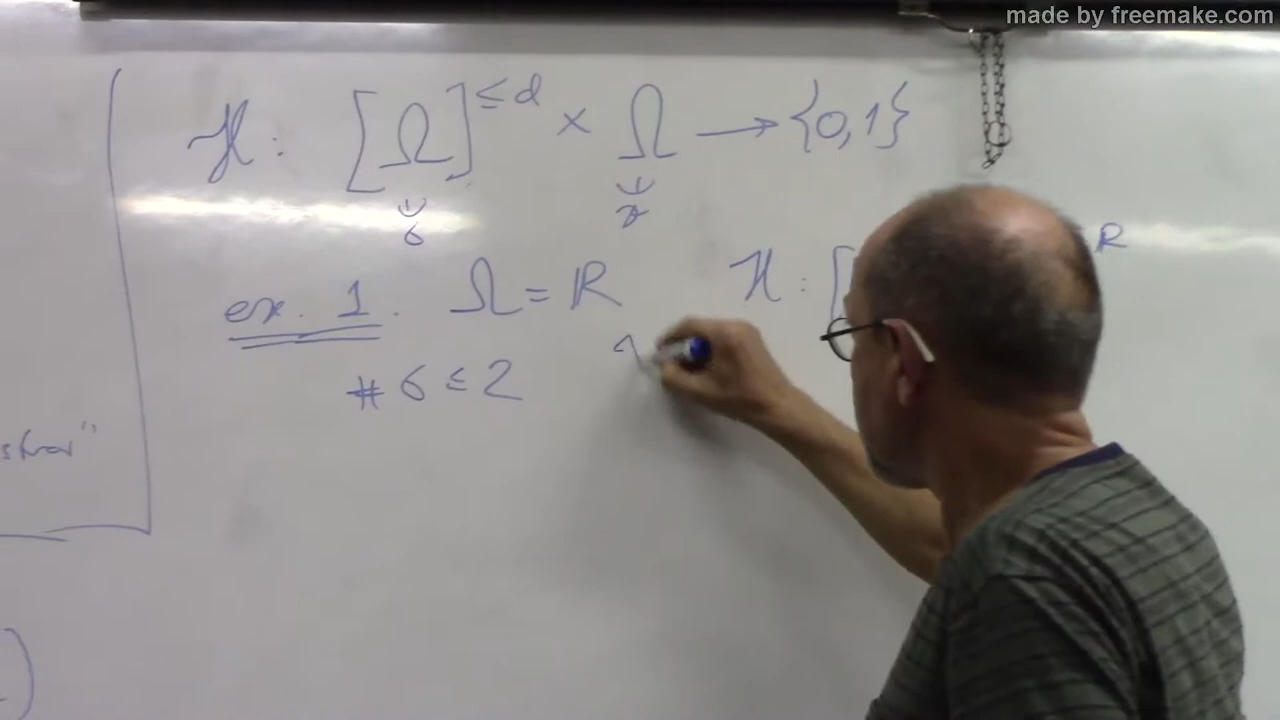 made by freemake.com
ℋ : [Ω]^{≤d} × Ω → {0,1}
σ x
ex. 1. Ω = ℝ ℋ : [ ℝ
# σ ≤ 2